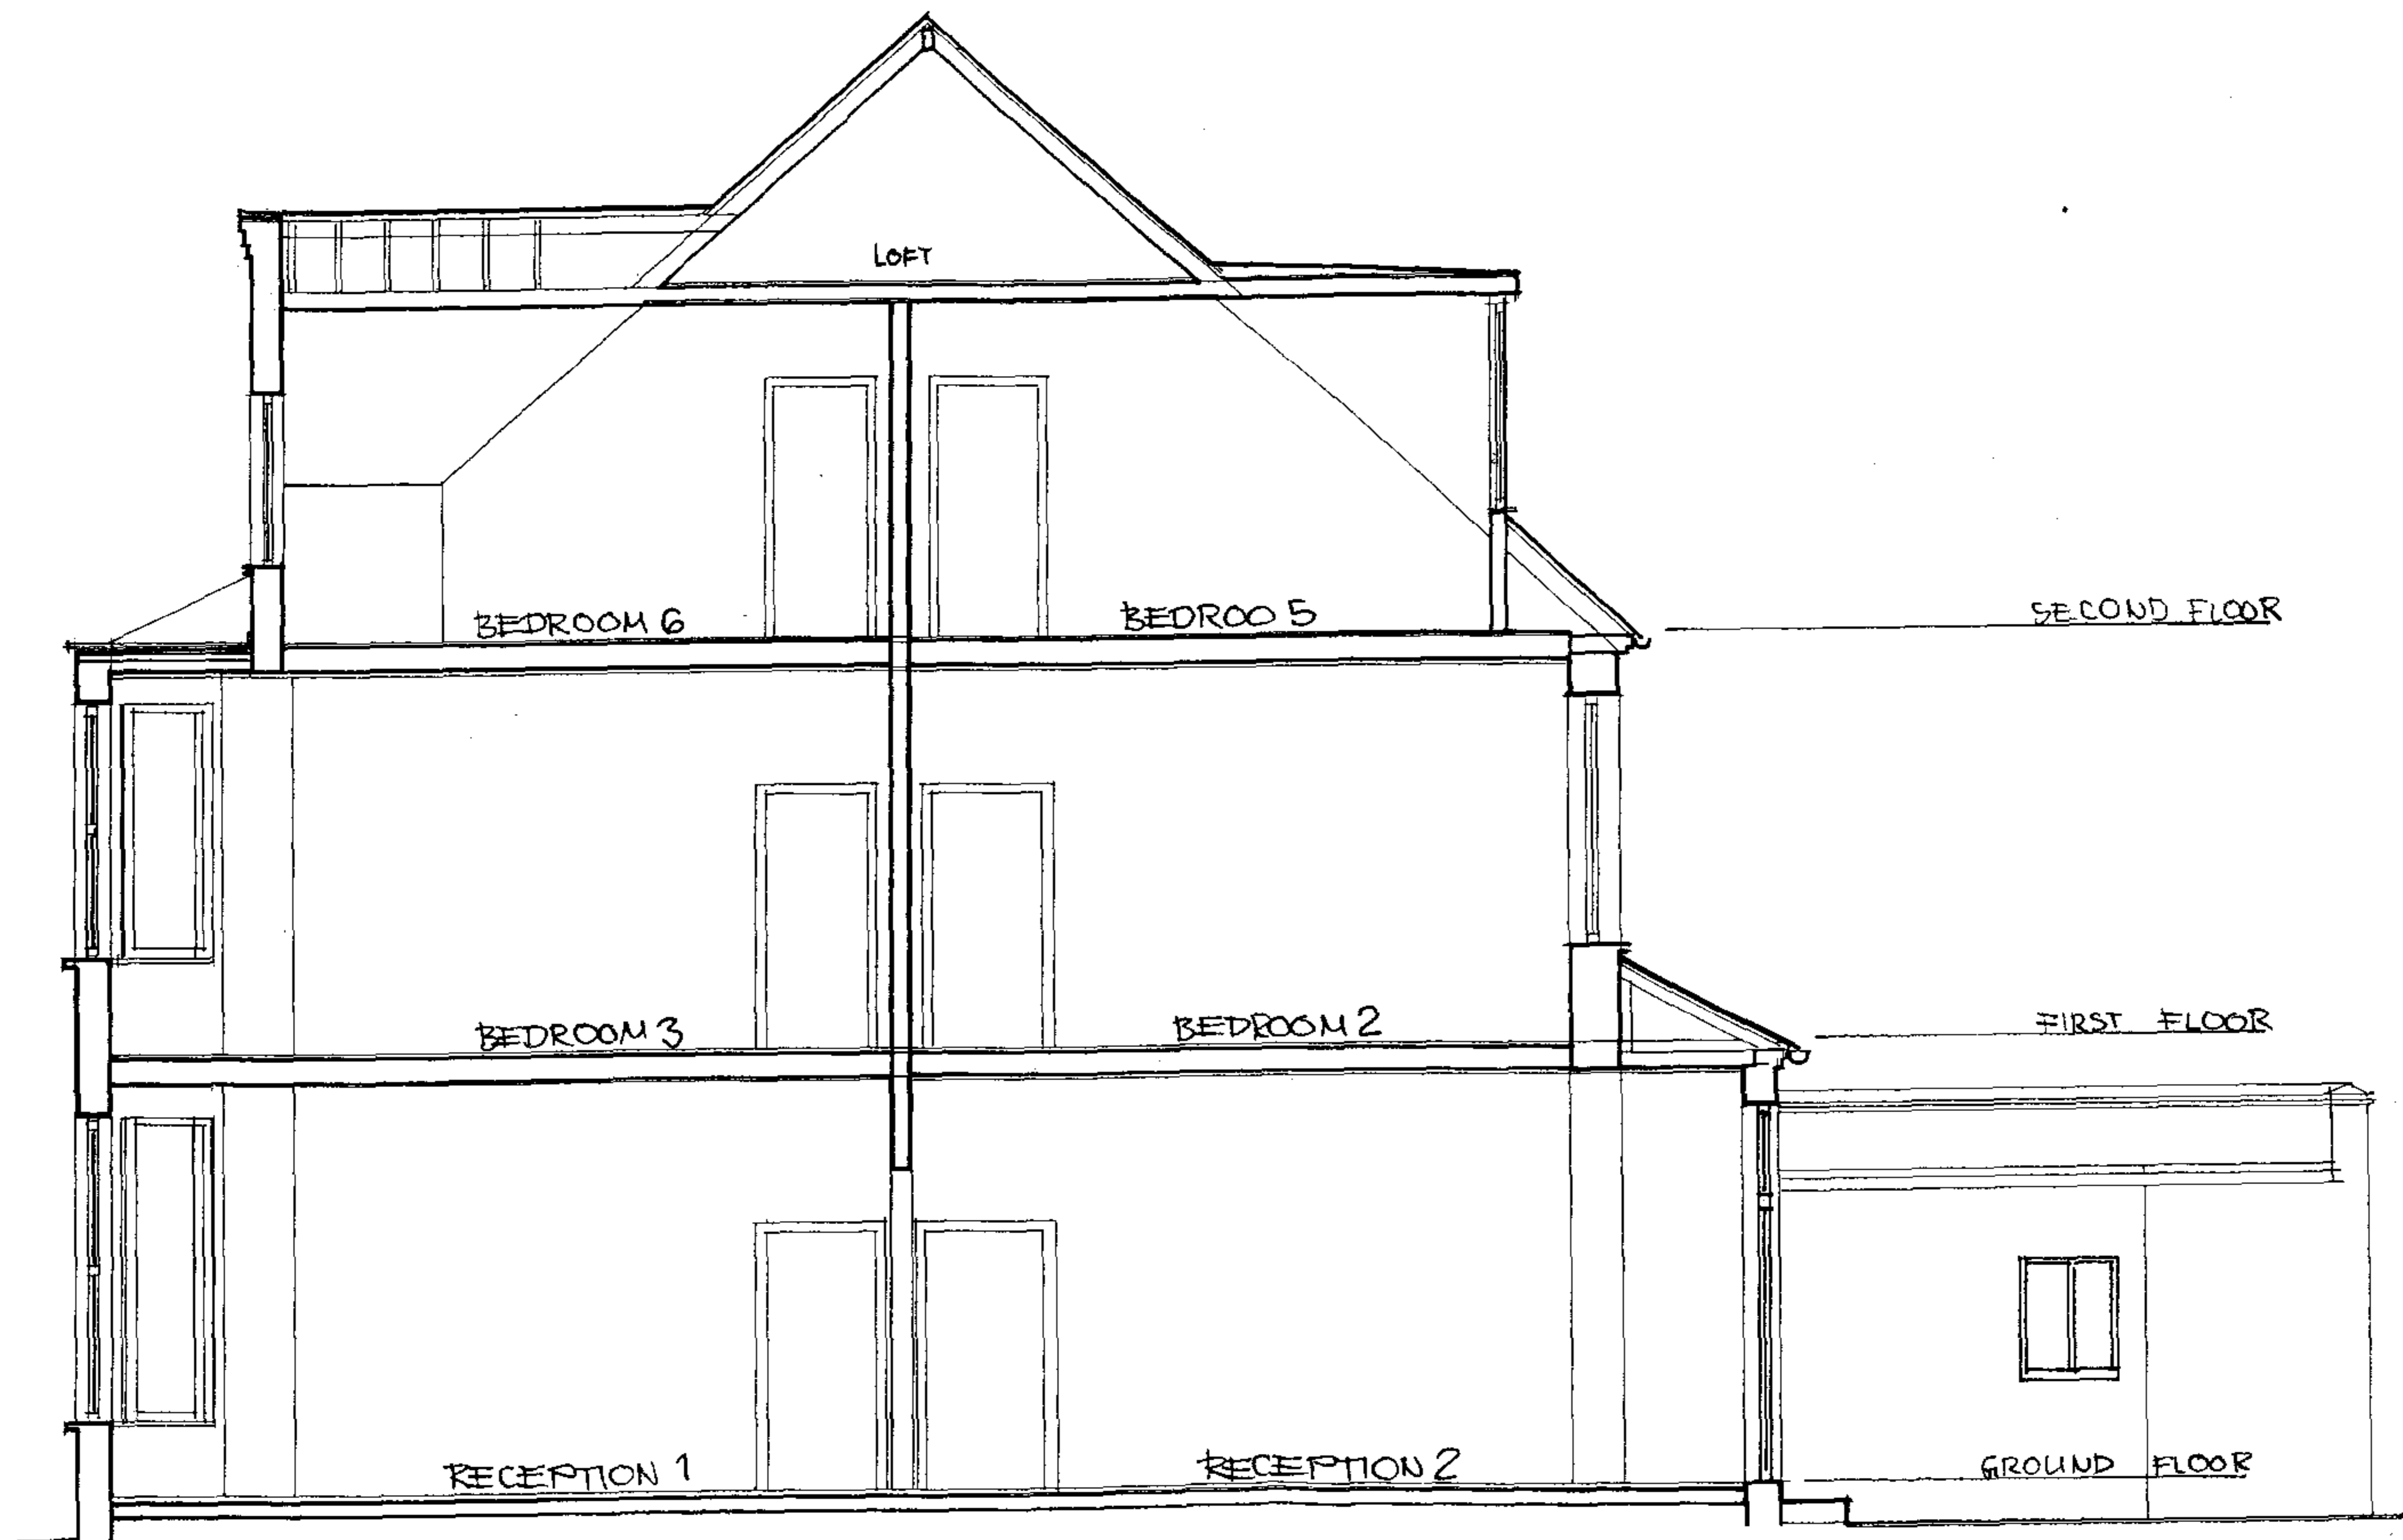 LOFT
BEDROOM 6
BEDROO 5
SECOND FLOOR
BEDROOM 3
BEDROOM 2
FIRST FLOOR
RECEPTION 1
RECEPTION 2
GROUND FLOOR